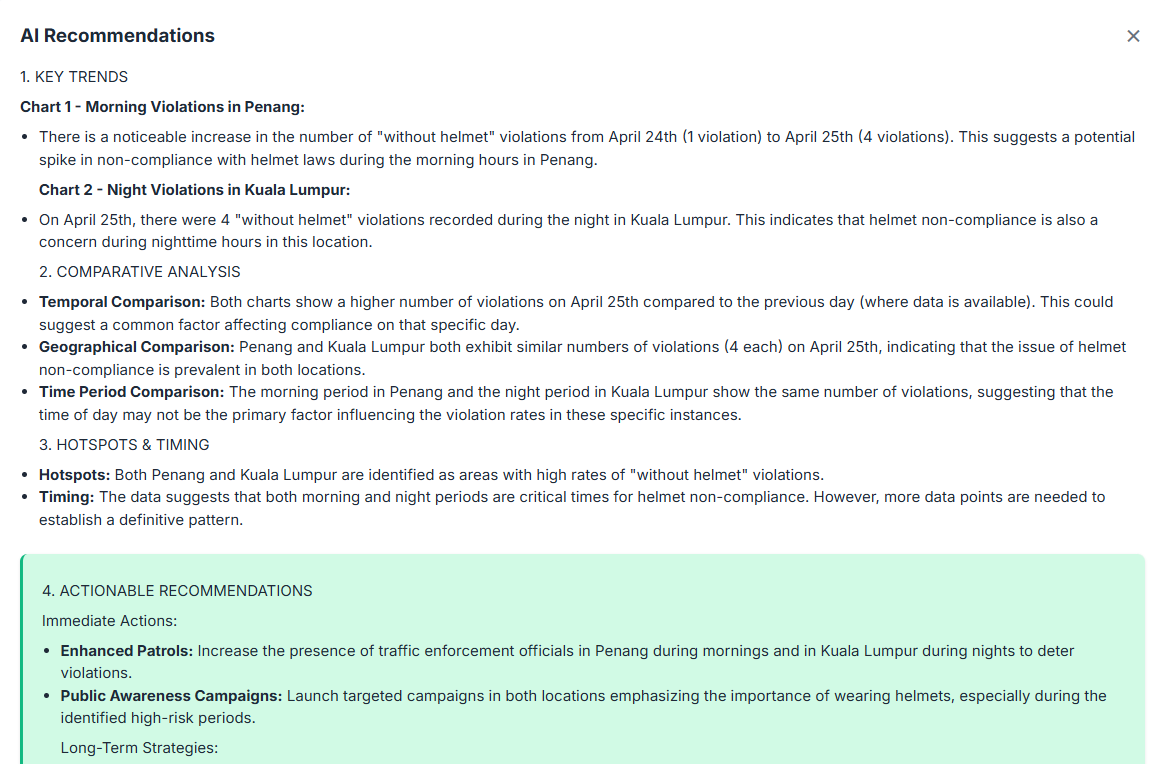 AI Recommendations
1. KEY TRENDS
Chart 1 - Morning Violations in Penang:
• There is a noticeable increase in the number of "without helmet" violations from April 24th (1 violation) to April 25th (4 violations). This suggests a potential
spike in non-compliance with helmet laws during the morning hours in Penang.
Chart 2 - Night Violations in Kuala Lumpur:
• On April 25th, there were 4 "without helmet" violations recorded during the night in Kuala Lumpur. This indicates that helmet non-compliance is also a
concern during nighttime hours in this location.
2. COMPARATIVE ANALYSIS
• Temporal Comparison: Both charts show a higher number of violations on April 25th compared to the previous day (where data is available). This could
suggest a common factor affecting compliance on that specific day.
• Geographical Comparison: Penang and Kuala Lumpur both exhibit similar numbers of violations (4 each) on April 25th, indicating that the issue of helmet
non-compliance is prevalent in both locations.
• Time Period Comparison: The morning period in Penang and the night period in Kuala Lumpur show the same number of violations, suggesting that the
time of day may not be the primary factor influencing the violation rates in these specific instances.
3. HOTSPOTS & TIMING
• Hotspots: Both Penang and Kuala Lumpur are identified as areas with high rates of "without helmet" violations.
• Timing: The data suggests that both morning and night periods are critical times for helmet non-compliance. However, more data points are needed to
establish a definitive pattern.
4. ACTIONABLE RECOMMENDATIONS
Immediate Actions:
• Enhanced Patrols: Increase the presence of traffic enforcement officials in Penang during mornings and in Kuala Lumpur during nights to deter
violations.
• Public Awareness Campaigns: Launch targeted campaigns in both locations emphasizing the importance of wearing helmets, especially during the
identified high-risk periods.
Long-Term Strategies: